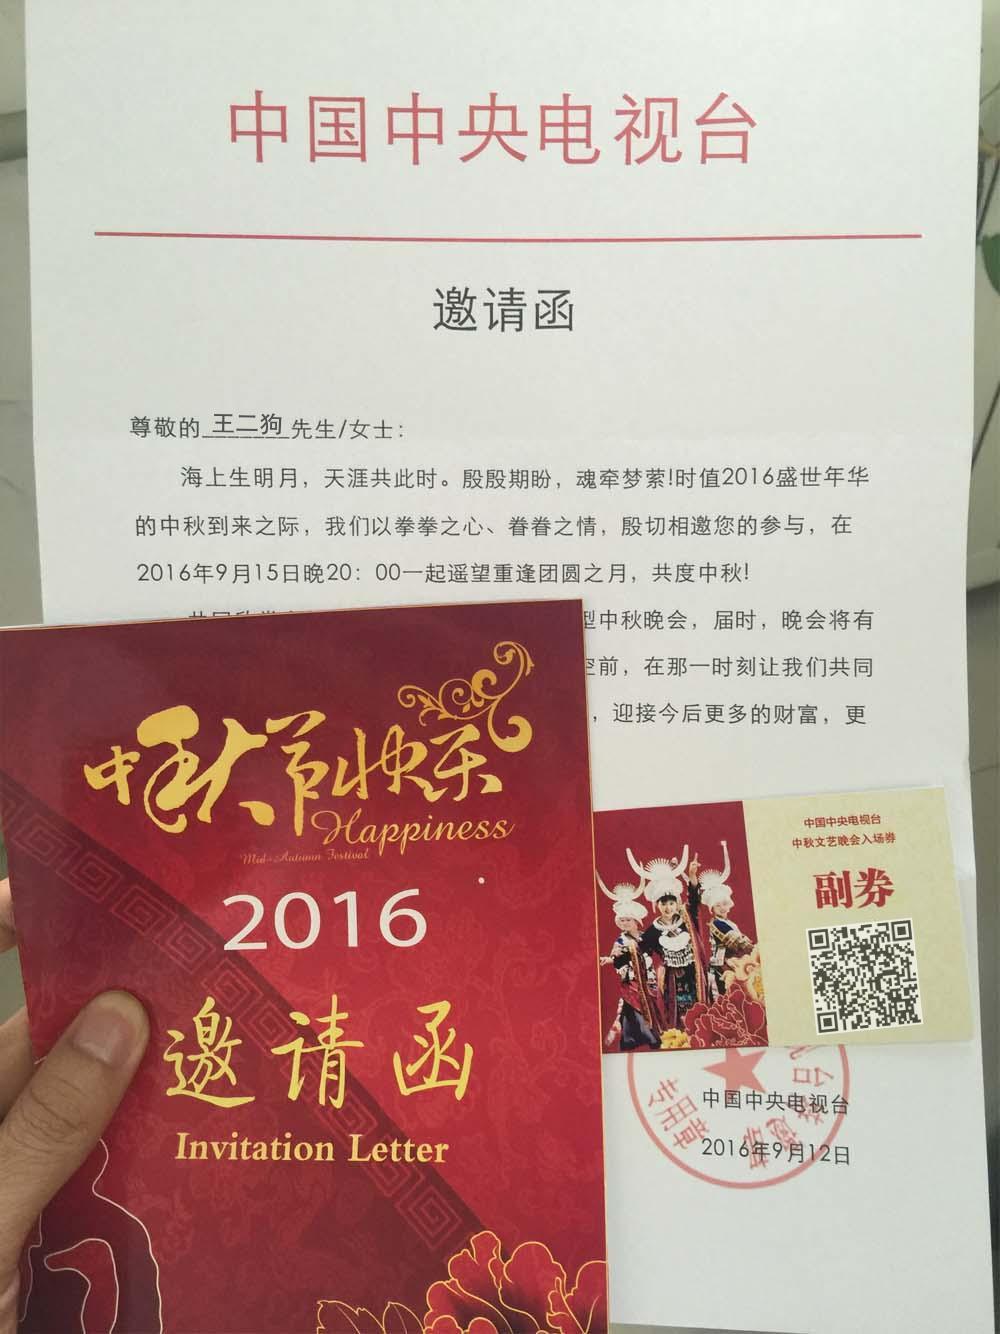 中国中央电视台
邀请函
尊敬的王二狗先生/女士：
海上生明月，天涯共此时。殷殷期盼，魂牵梦萦!时值2016盛世年华
的中秋到来之际，我们以拳拳之心、眷眷之情，殷切相邀您的参与，在
2016年9月15日晚20：00一起遥望重逢团圆之月，共度中秋!
型中秋晚会，届时，晚会将有
空前，在那一时刻让我们共同
，迎接今后更多的财富，更
中秋节快乐
Happiness
Mid-Autumn Festival
2016
邀请函
Invitation Letter
中国中央电视台
中秋文艺晚会入场券
副券
专用章
中国中央电视台
2016年9月12日